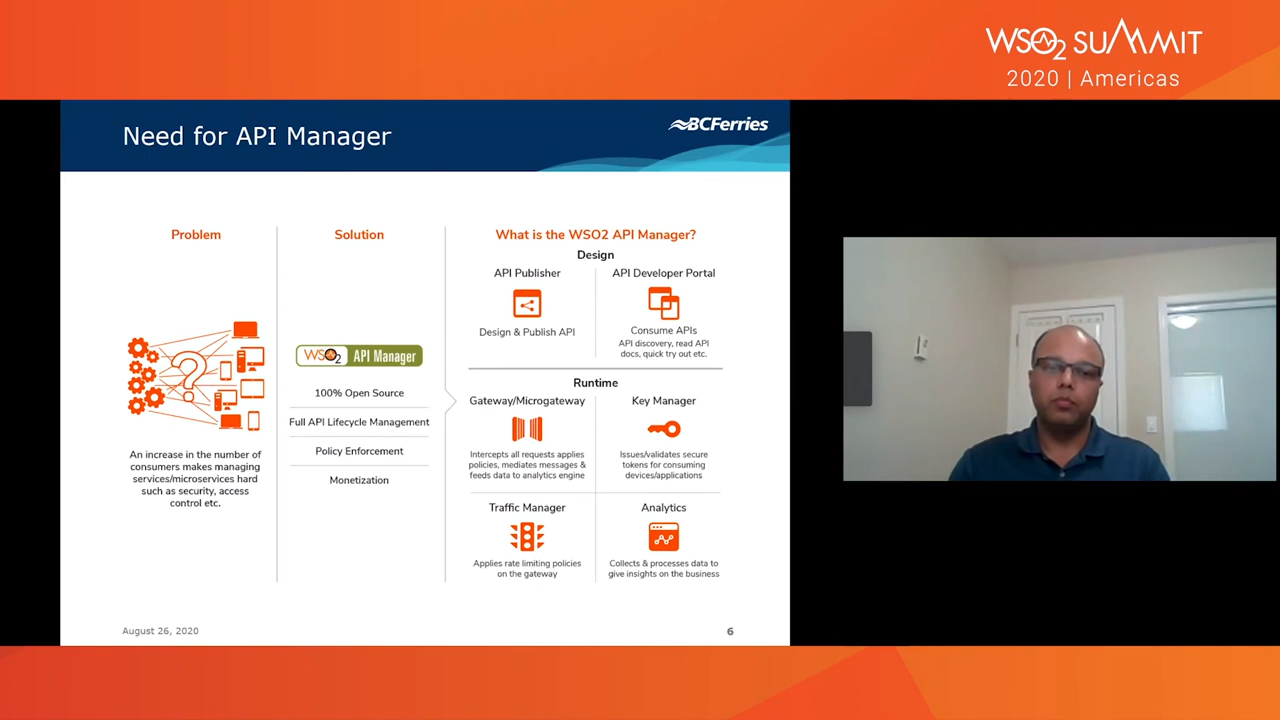 WSO2 SUMMIT
2020 | Americas
Need for API Manager
BCFerries
Problem
An increase in the number of
consumers makes managing
services/microservices hard
such as security, access
control etc.
Solution
WSO2 API Manager
100% Open Source
Full API Lifecycle Management
Policy Enforcement
Monetization
What is the WSO2 API Manager?
Design
API Publisher
Design & Publish API
API Developer Portal
Consume APIs
API discovery, read API
docs, quick try out etc.
Runtime
Gateway/Microgateway
Intercepts all requests applies
policies, mediates messages &
feeds data to analytics engine
Key Manager
Issues/validates secure
tokens for consuming
devices/applications
Traffic Manager
Applies rate limiting policies
on the gateway
Analytics
Collects & processes data to
give insights on the business
August 26, 2020
6